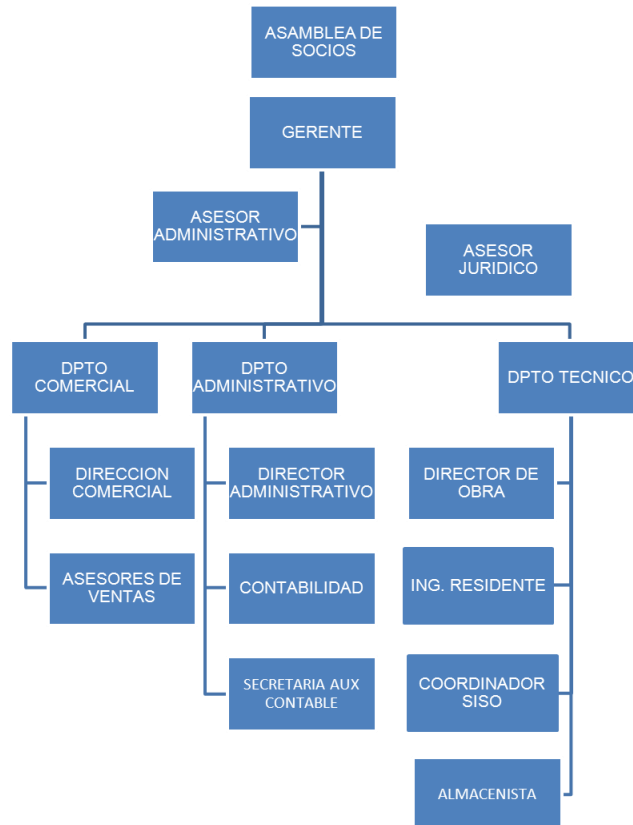 ASAMBLEA DE
SOCIOS
GERENTE
ASESOR
ADMINISTRATIVO
ASESOR
JURIDICO
DPTO
COMERCIAL
DPTO
ADMINISTRATIVO
DPTO TECNICO
DIRECCION
COMERCIAL
DIRECTOR
ADMINISTRATIVO
DIRECTOR DE
OBRA
ASESORES DE
VENTAS
CONTABILIDAD
ING. RESIDENTE
SECRETARIA AUX
CONTABLE
COORDINADOR
SISO
ALMACENISTA